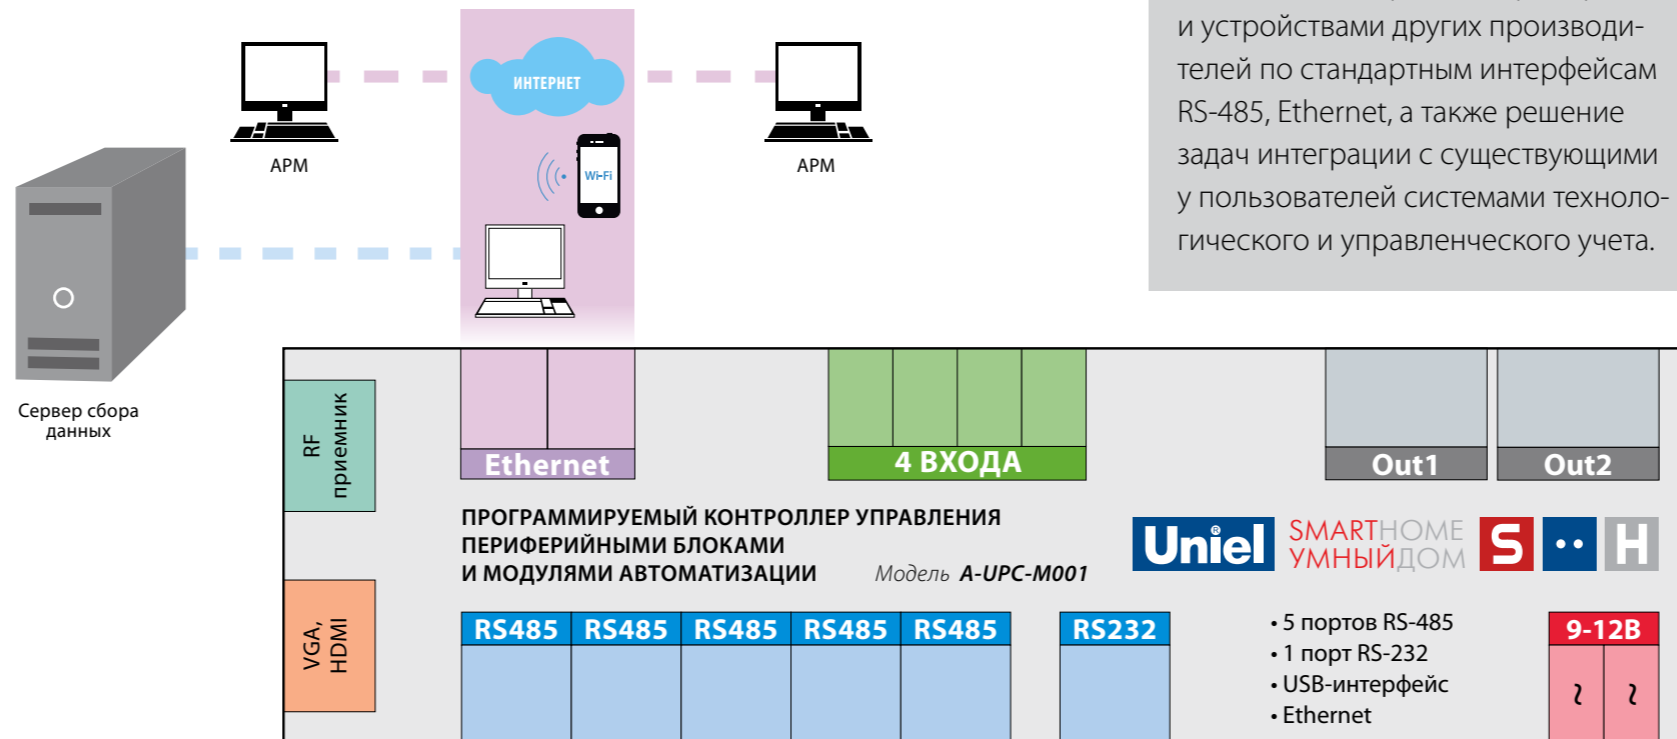 и устройствами других производи-
телей по стандартным интерфейсам
RS-485, Ethernet, а также решение
задач интеграции с существующими
у пользователей системами техноло-
гического и управленческого учета.
ИНТЕРНЕТ
АРМ
АРМ
Wi-Fi
Сервер сбора
данных
RF
приемник
Ethernet
4 ВХОДА
Out1
Out2
ПРОГРАММИРУЕМЫЙ КОНТРОЛЛЕР УПРАВЛЕНИЯ
ПЕРИФЕРИЙНЫМИ БЛОКАМИ
И МОДУЛЯМИ АВТОМАТИЗАЦИИ Модель A-UPC-M001
Uniel®
SMARTHOME
УМНЫЙДОМ
S •• H
VGA,
HDMI
RS485 RS485 RS485 RS485 RS485 RS232
• 5 портов RS-485
• 1 порт RS-232
• USB-интерфейс
• Ethernet
9-12В
~ ~